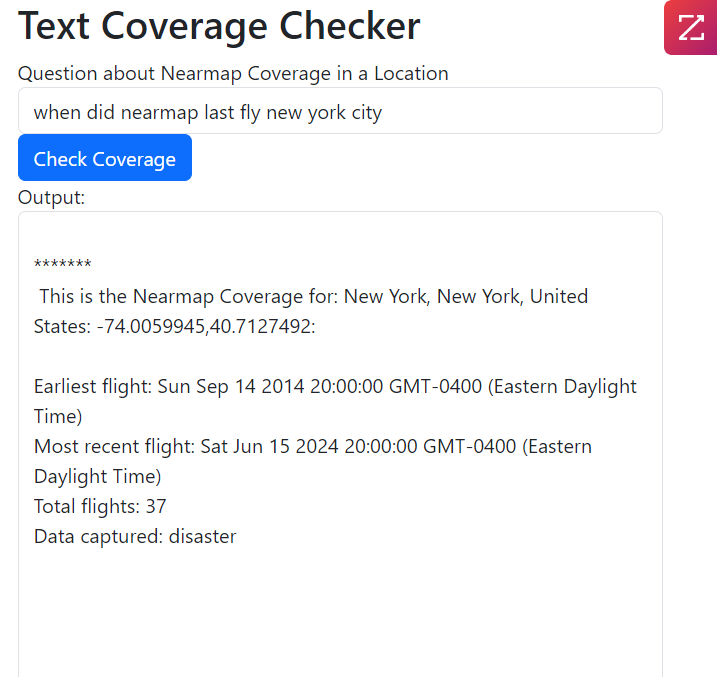 Text Coverage Checker
Question about Nearmap Coverage in a Location
when did nearmap last fly new york city
Check Coverage
Output:
*******
This is the Nearmap Coverage for: New York, New York, United
States: -74.0059945,40.7127492:
Earliest flight: Sun Sep 14 2014 20:00:00 GMT-0400 (Eastern Daylight
Time)
Most recent flight: Sat Jun 15 2024 20:00:00 GMT-0400 (Eastern
Daylight Time)
Total flights: 37
Data captured: disaster